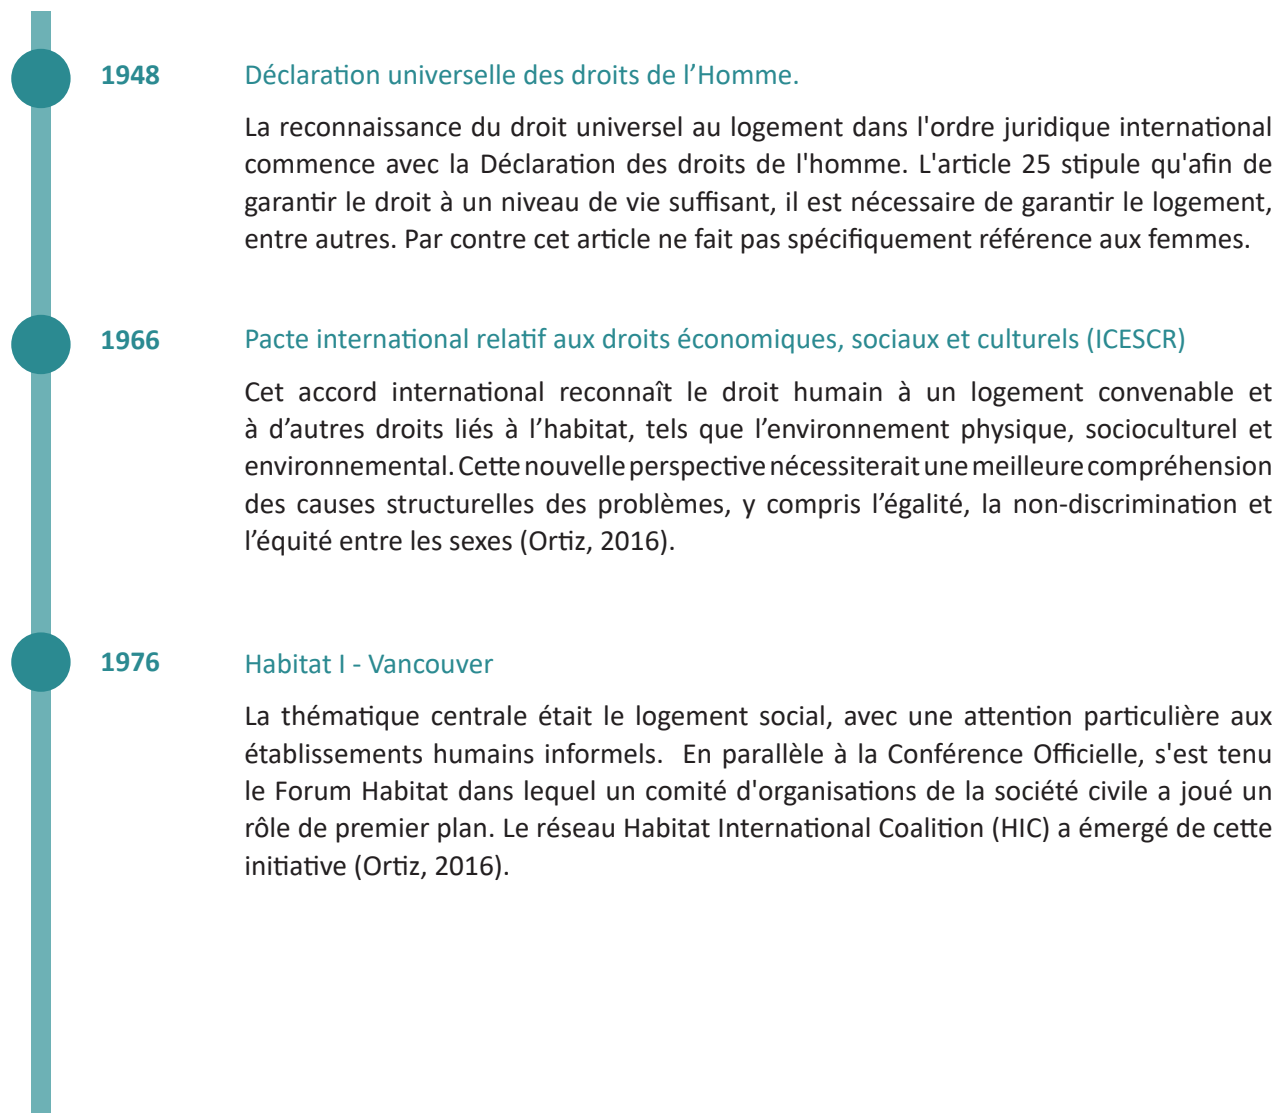 1948 Déclaration universelle des droits de l’Homme.
La reconnaissance du droit universel au logement dans l'ordre juridique international
commence avec la Déclaration des droits de l'homme. L'article 25 stipule qu'afin de
garantir le droit à un niveau de vie suffisant, il est nécessaire de garantir le logement,
entre autres. Par contre cet article ne fait pas spécifiquement référence aux femmes.
1966 Pacte international relatif aux droits économiques, sociaux et culturels (ICESCR)
Cet accord international reconnaît le droit humain à un logement convenable et
à d’autres droits liés à l’habitat, tels que l’environnement physique, socioculturel et
environnemental. Cette nouvelle perspective nécessiterait une meilleure compréhension
des causes structurelles des problèmes, y compris l’égalité, la non-discrimination et
l’équité entre les sexes (Ortiz, 2016).
1976 Habitat I - Vancouver
La thématique centrale était le logement social, avec une attention particulière aux
établissements humains informels. En parallèle à la Conférence Officielle, s'est tenu
le Forum Habitat dans lequel un comité d'organisations de la société civile a joué un
rôle de premier plan. Le réseau Habitat International Coalition (HIC) a émergé de cette
initiative (Ortiz, 2016).